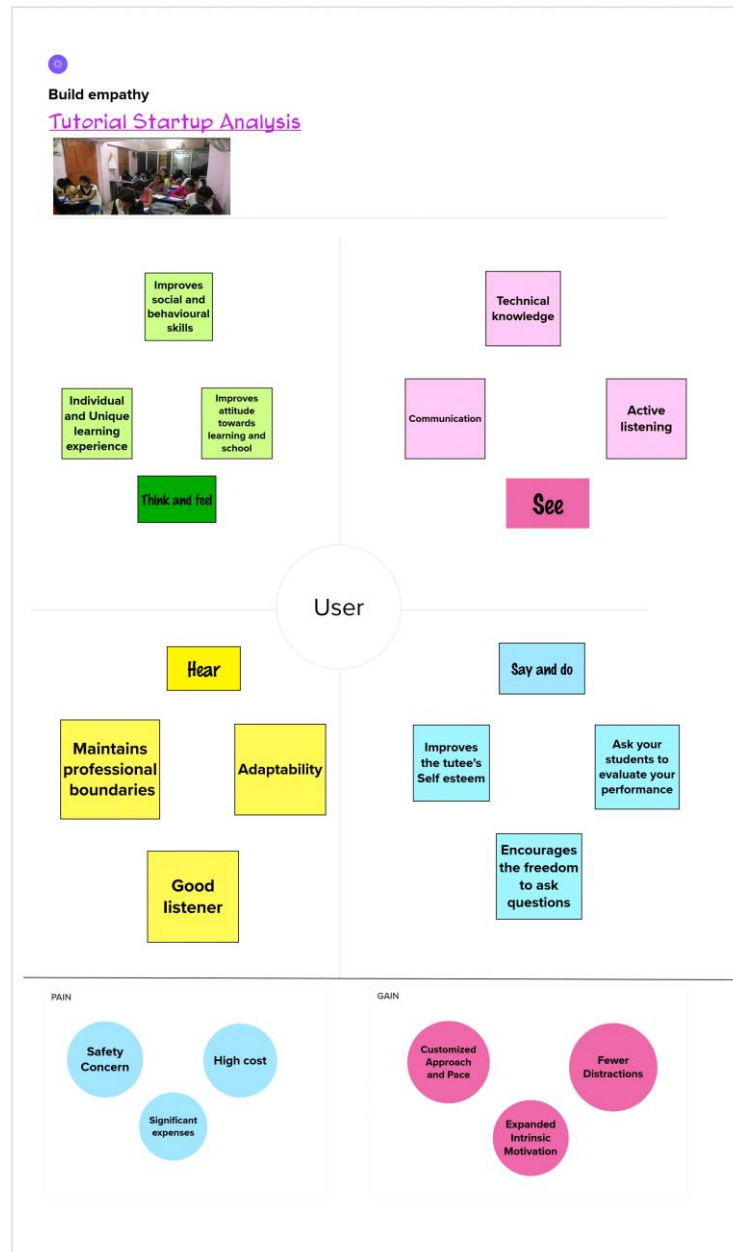 Build empathy
Tutorial Startup Analysis
Improves
social and
behavioural
skills
Individual
and Unique
learning
experience
Improves
attitude
towards
learning and
school
Think and feel
Technical
knowledge
Communication
Active
listening
See
User
Hear
Maintains
professional
boundaries
Adaptability
Good
listener
Say and do
Improves
the tutee's
Self esteem
Ask your
students to
evaluate your
performance
Encourages
the freedom
to ask
questions
PAIN
Safety
Concern
High cost
Significant
expenses
GAIN
Customized
Approach
and Pace
Fewer
Distractions
Expanded
Intrinsic
Motivation